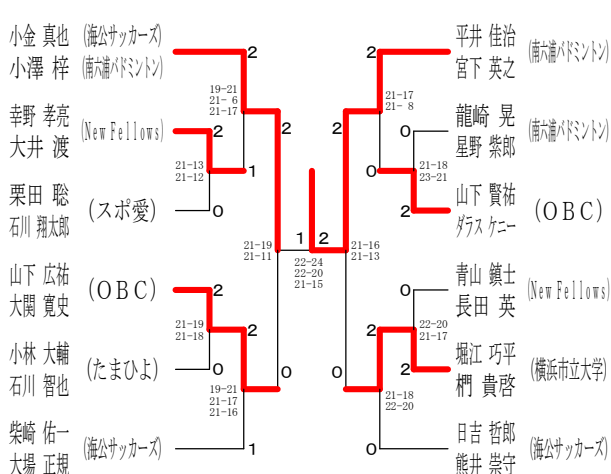 小金 真也 (海公サッカーズ)
小澤 梓 (南六浦バドミントン)
幸野 孝亮 (New Fellows)
大井 渡
栗田 聡 (スポ愛)
石川 翔太郎
山下 広祐 (OBC)
大関 寛史
小林 大輔 (たまひよ)
石川 智也
柴崎 佑一 (海公サッカーズ)
大場 正規
2
19-21
21- 6
21-17
2
21-13
21-12
1
0
2
21-19
21-11
2
21-19
21-18
2
0
19-21
21-17
21-16
0
1
1 2
22-24
22-20
21-15
2
21-17
21- 8
2
0
0
21-18
23-21
2
21-16
21-13
0
2
22-20
21-17
2
0
21-18
22-20
0
平井 佳治 (南六浦バドミントン)
宮下 英之
龍崎 晃 (南六浦バドミントン)
星野 紫郎
山下 賢祐 (OBC)
ダラス ケニー
青山 鎮士 (New Fellows)
長田 英
堀江 巧平 (横浜市立大学)
椚 貴啓
日吉 哲郎 (海公サッカーズ)
熊井 崇守